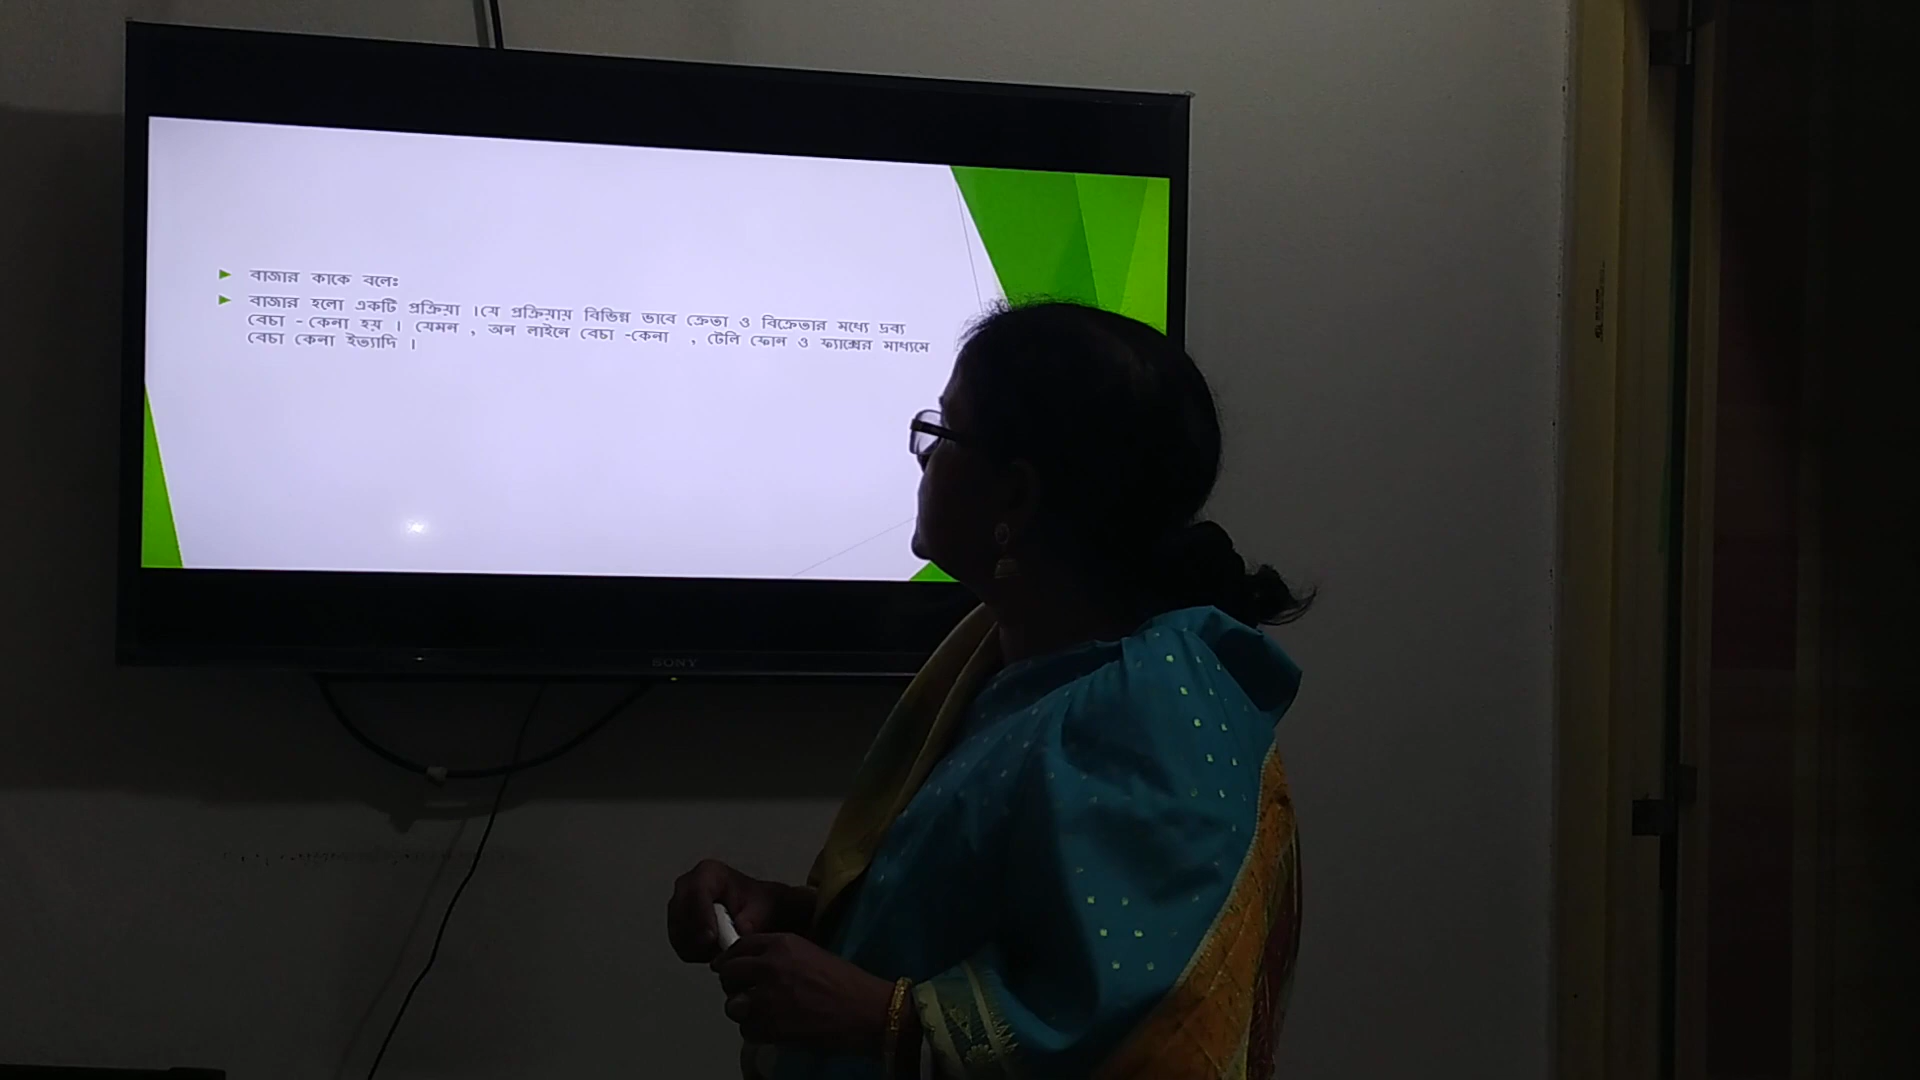 বাজার কাকে বলেঃ
বাজার হলো একটি প্রক্রিয়া ।যে প্রক্রিয়ায় বিভিন্ন ভাবে ক্রেতা ও বিক্রেতার মধ্যে দ্রব্য
বেচা - কেনা হয় । যেমন , অন লাইনে বেচা -কেনা , টেলি ফোন ও ফ্যাক্সের মাধ্যমে
বেচা কেনা ইত্যাদি ।
SONY